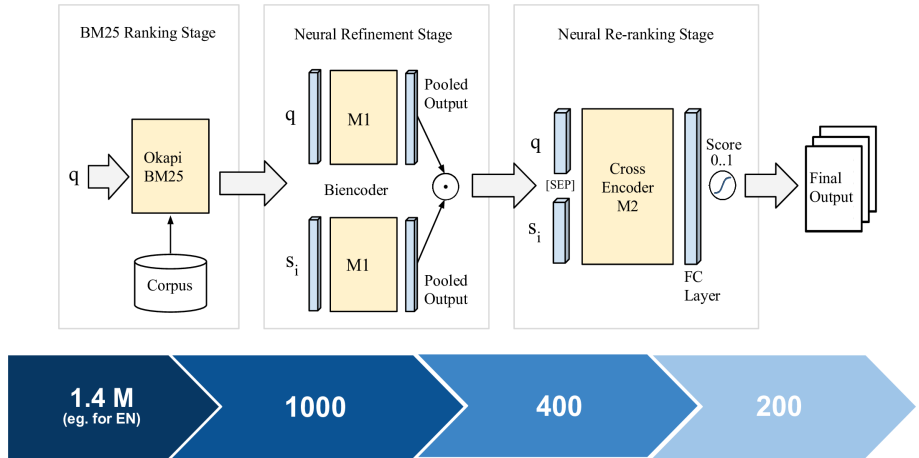 BM25 Ranking Stage
q
Okapi
BM25
Corpus
Neural Refinement Stage
q
M1
Pooled
Output
Biencoder
s_i
M1
Pooled
Output
Neural Re-ranking Stage
q
[SEP]
s_i
Cross
Encoder
M2
FC
Layer
Score
0..1
Final
Output
1.4 M
(eg. for EN)
1000
400
200